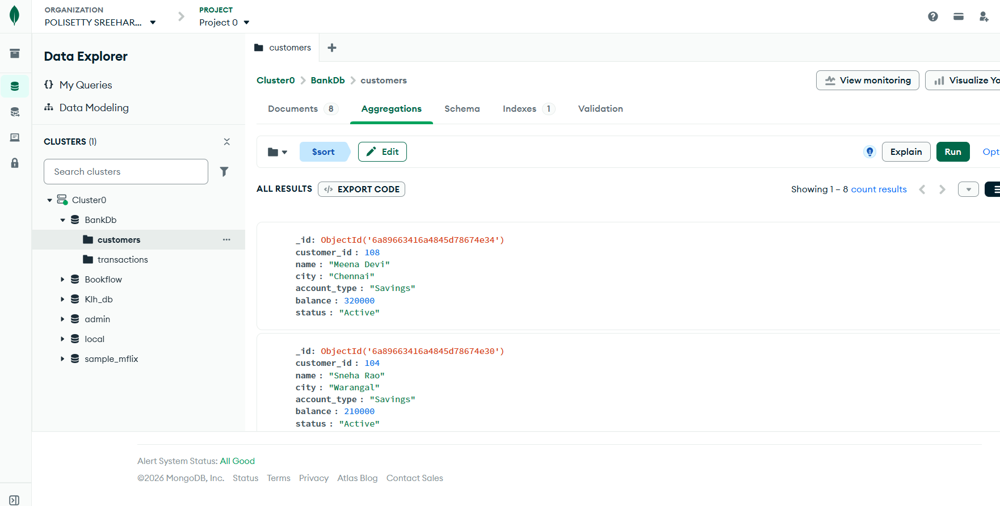 ORGANIZATION
POLISETTY SREEHAR...
PROJECT
Project 0
Data Explorer
My Queries
Data Modeling
CLUSTERS (1)
Search clusters
Cluster0
BankDb
customers
transactions
Bookflow
Klh_db
admin
local
sample_mflix
customers
Cluster0 BankDb customers
View monitoring
Visualize Yo
Documents 8
Aggregations
Schema
Indexes 1
Validation
$sort
Edit
Explain
Run
Opt
ALL RESULTS
</> EXPORT CODE
Showing 1 – 8 count results
_id: ObjectId('6a89663416a4845d78674e34')
customer_id : 108
name : "Meena Devi"
city : "Chennai"
account_type : "Savings"
balance : 320000
status : "Active"
_id: ObjectId('6a89663416a4845d78674e30')
customer_id : 104
name : "Sneha Rao"
city : "Warangal"
account_type : "Savings"
balance : 210000
status : "Active"
Alert System Status: All Good
©2026 MongoDB, Inc. Status Terms Privacy Atlas Blog Contact Sales